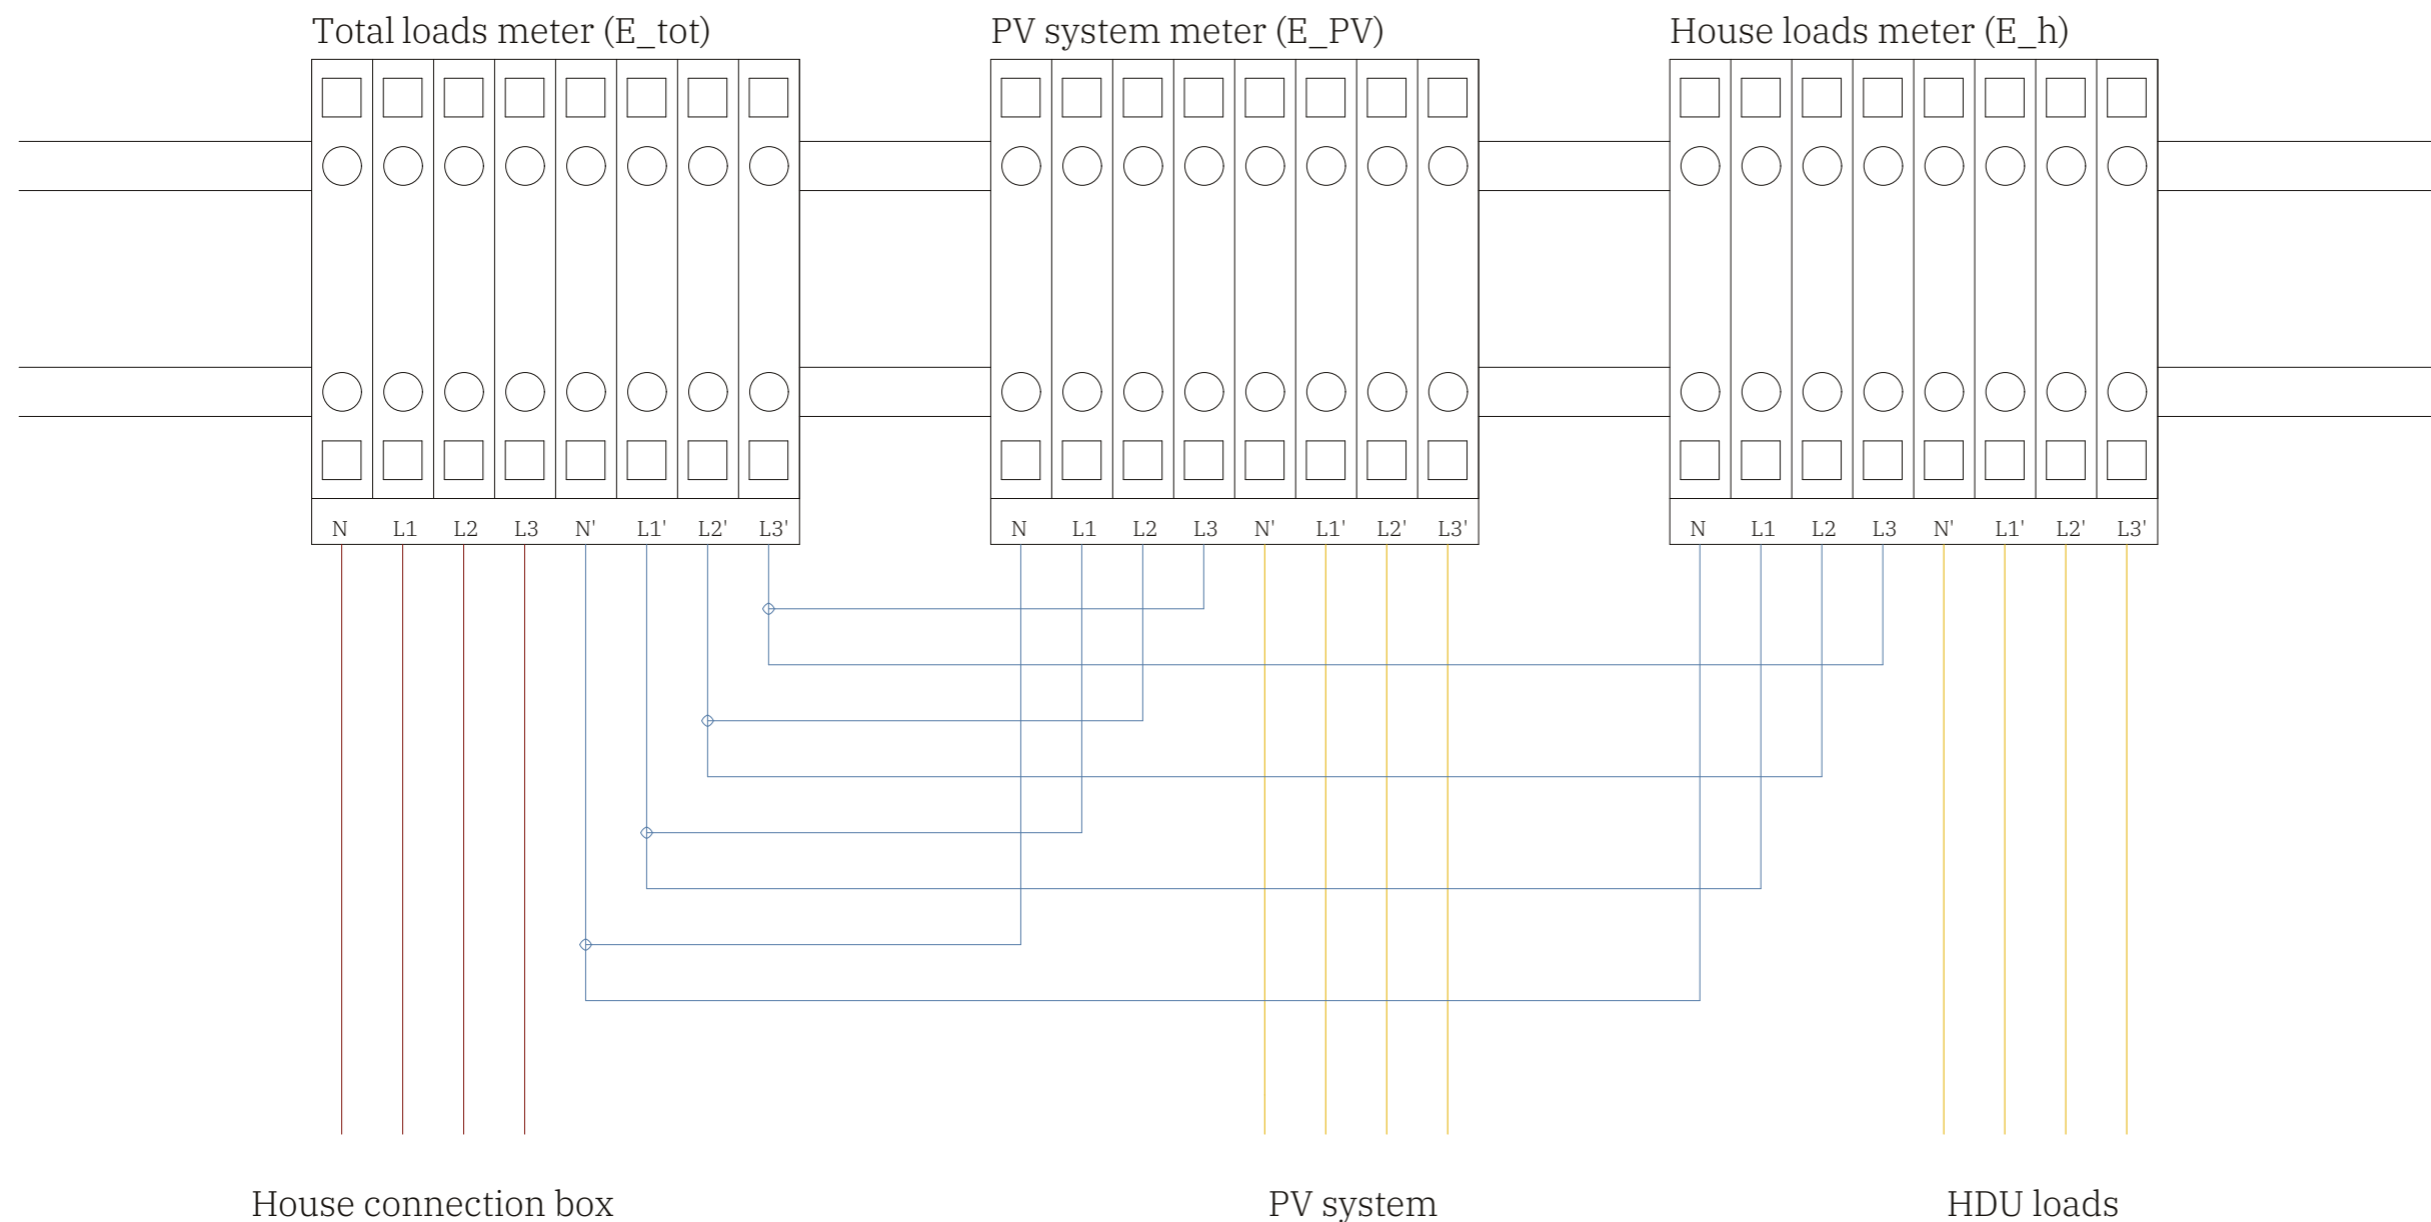 Total loads meter (E_tot)
PV system meter (E_PV)
House loads meter (E_h)
N L1 L2 L3 N' L1' L2' L3'
N L1 L2 L3 N' L1' L2' L3'
N L1 L2 L3 N' L1' L2' L3'
House connection box
PV system
HDU loads